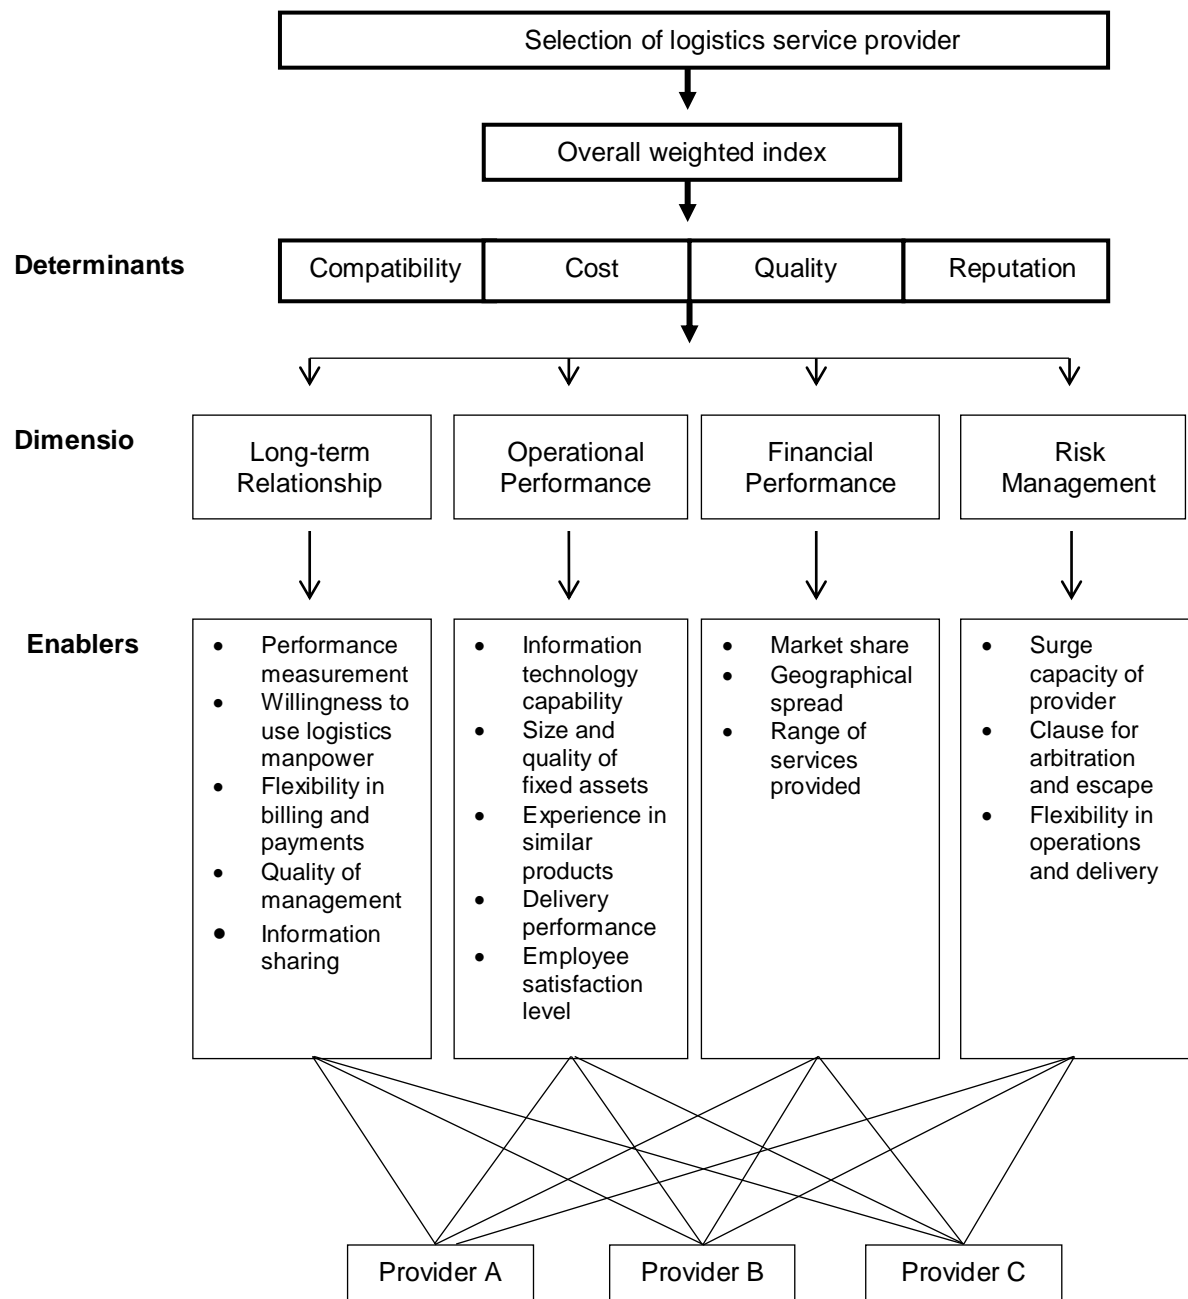 Selection of logistics service provider
Overall weighted index
Determinants
Compatibility
Cost
Quality
Reputation
Dimensio
Long-term
Relationship
Operational
Performance
Financial
Performance
Risk
Management
Enablers
• Performance
measurement
• Willingness to
use logistics
manpower
• Flexibility in
billing and
payments
• Quality of
management
• Information
sharing
• Information
technology
capability
• Size and
quality of
fixed assets
• Experience in
similar
products
• Delivery
performance
• Employee
satisfaction
level
• Market share
• Geographical
spread
• Range of
services
provided
• Surge
capacity of
provider
• Clause for
arbitration
and escape
• Flexibility in
operations
and delivery
Provider A
Provider B
Provider C